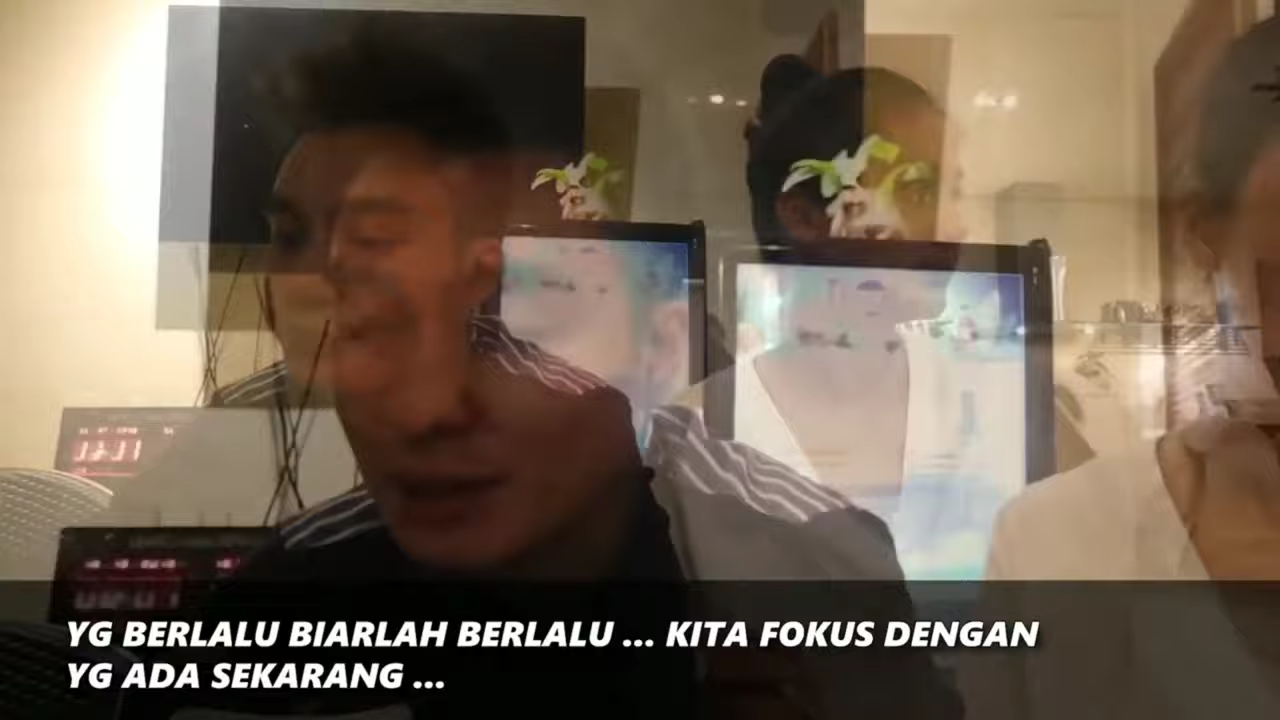 YG BERLALU BIARLAH BERLALU ... KITA FOKUS DENGAN
YG ADA SEKARANG ...